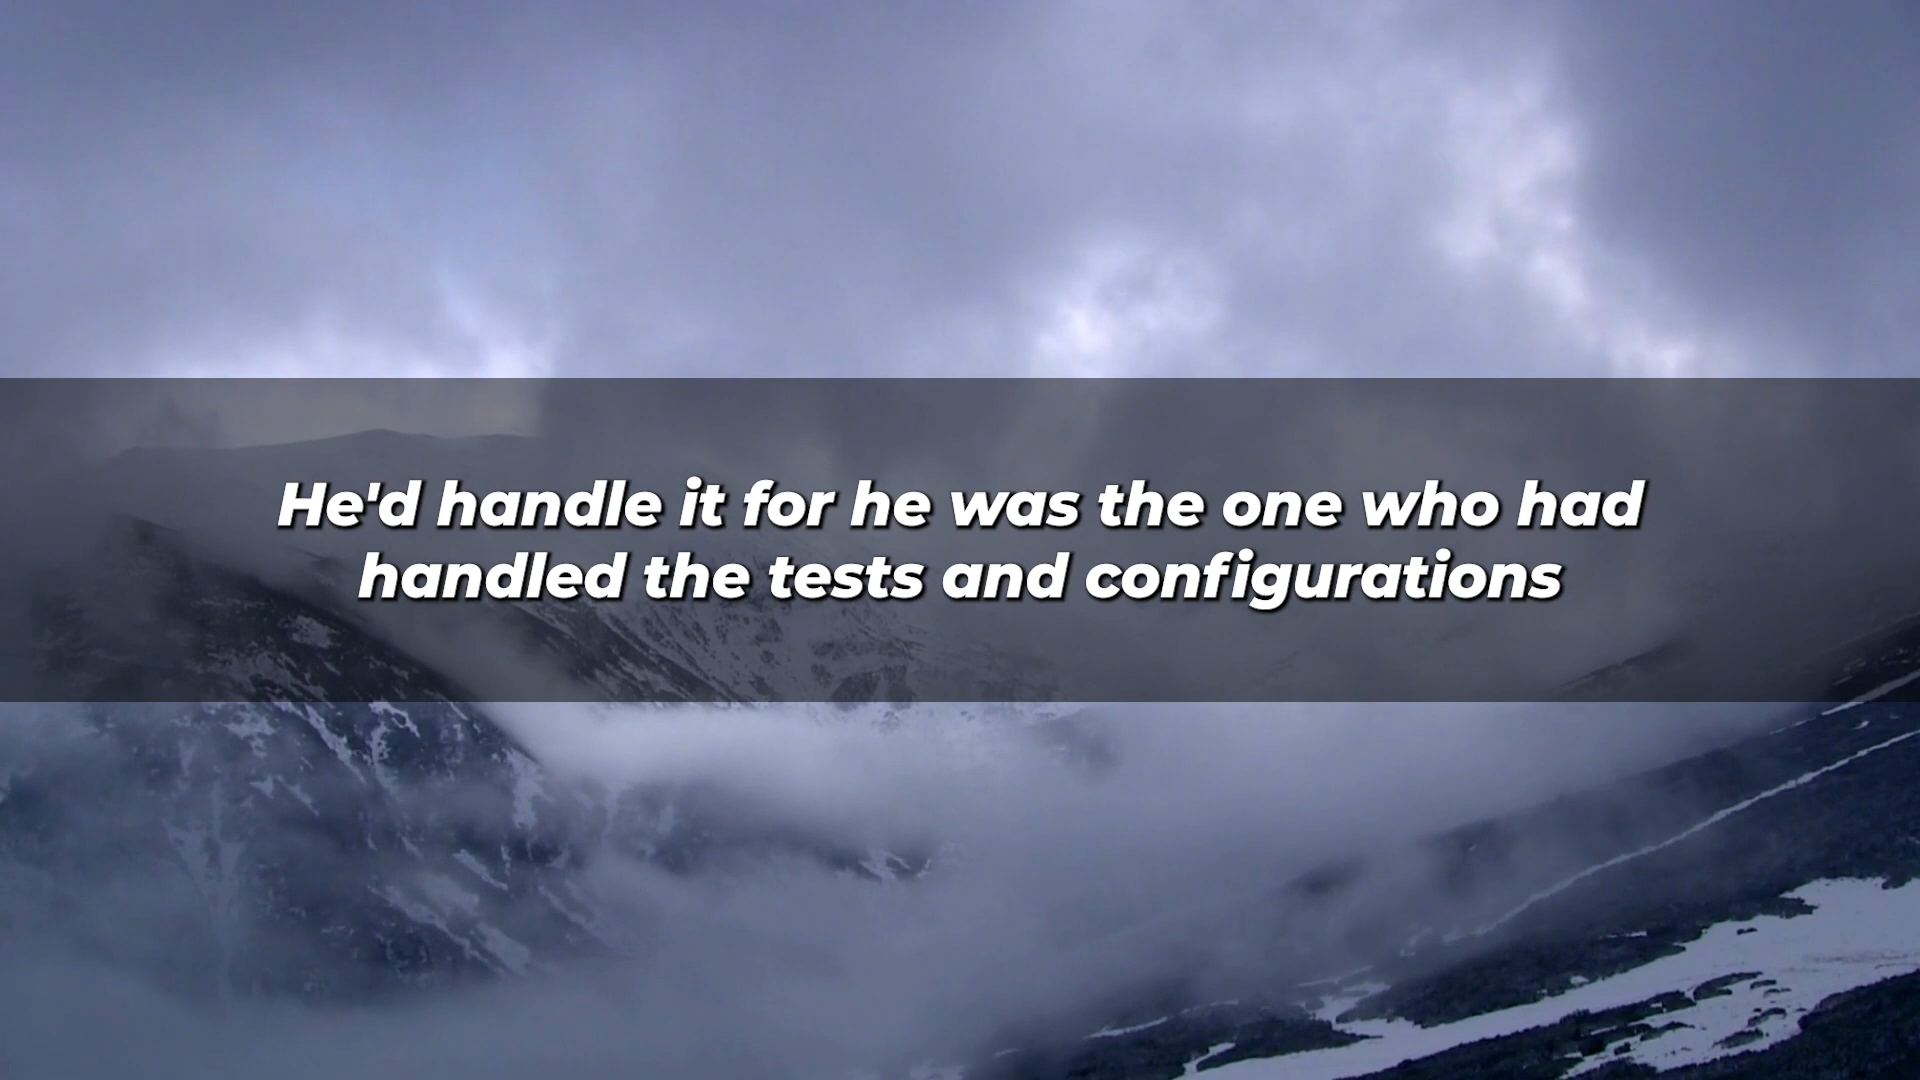 He'd handle it for he was the one who had
handled the tests and configurations